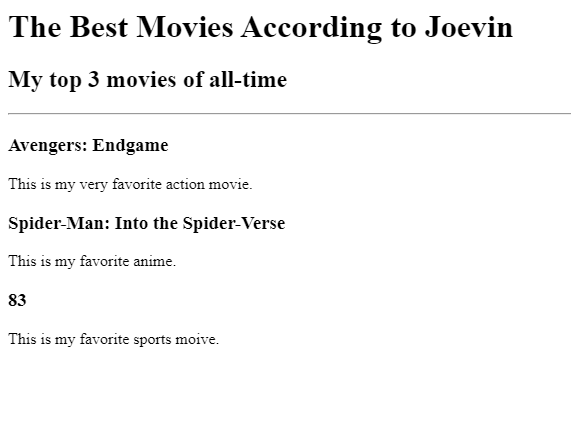 The Best Movies According to Joevin
My top 3 movies of all-time
Avengers: Endgame
This is my very favorite action movie.
Spider-Man: Into the Spider-Verse
This is my favorite anime.
83
This is my favorite sports moive.